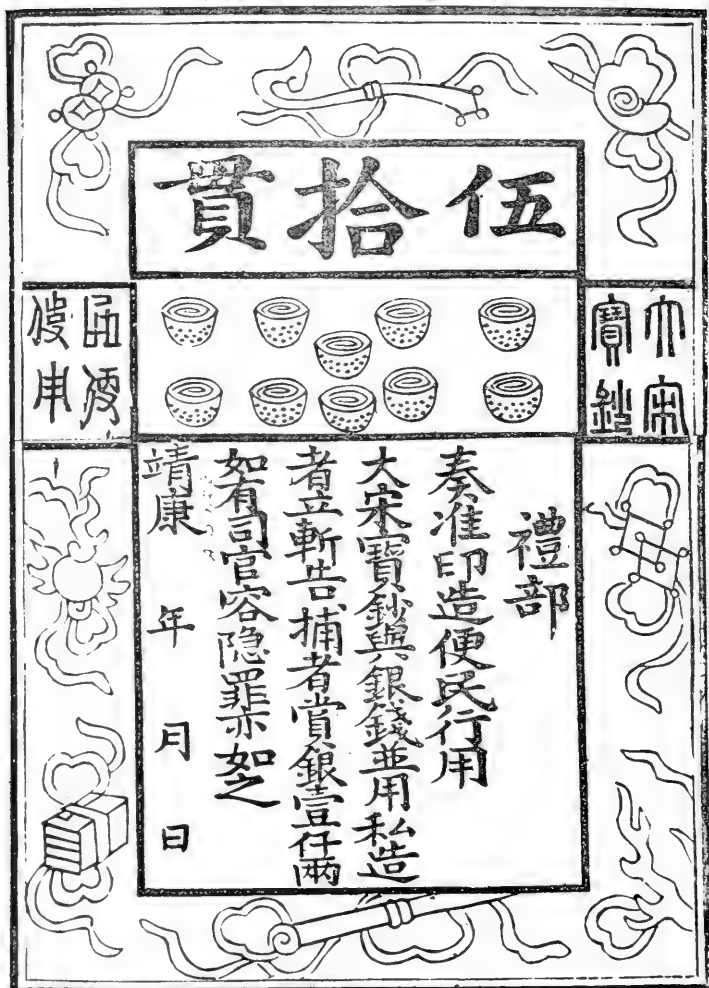 伍拾貫
大宋
寶鈔
禮部
奏准印造便民行用
大宋寶鈔與銀錢並用私造
者立斬告捕者賞銀壹仟兩
如有司官容隐罪亦如之
靖康 年 月 日